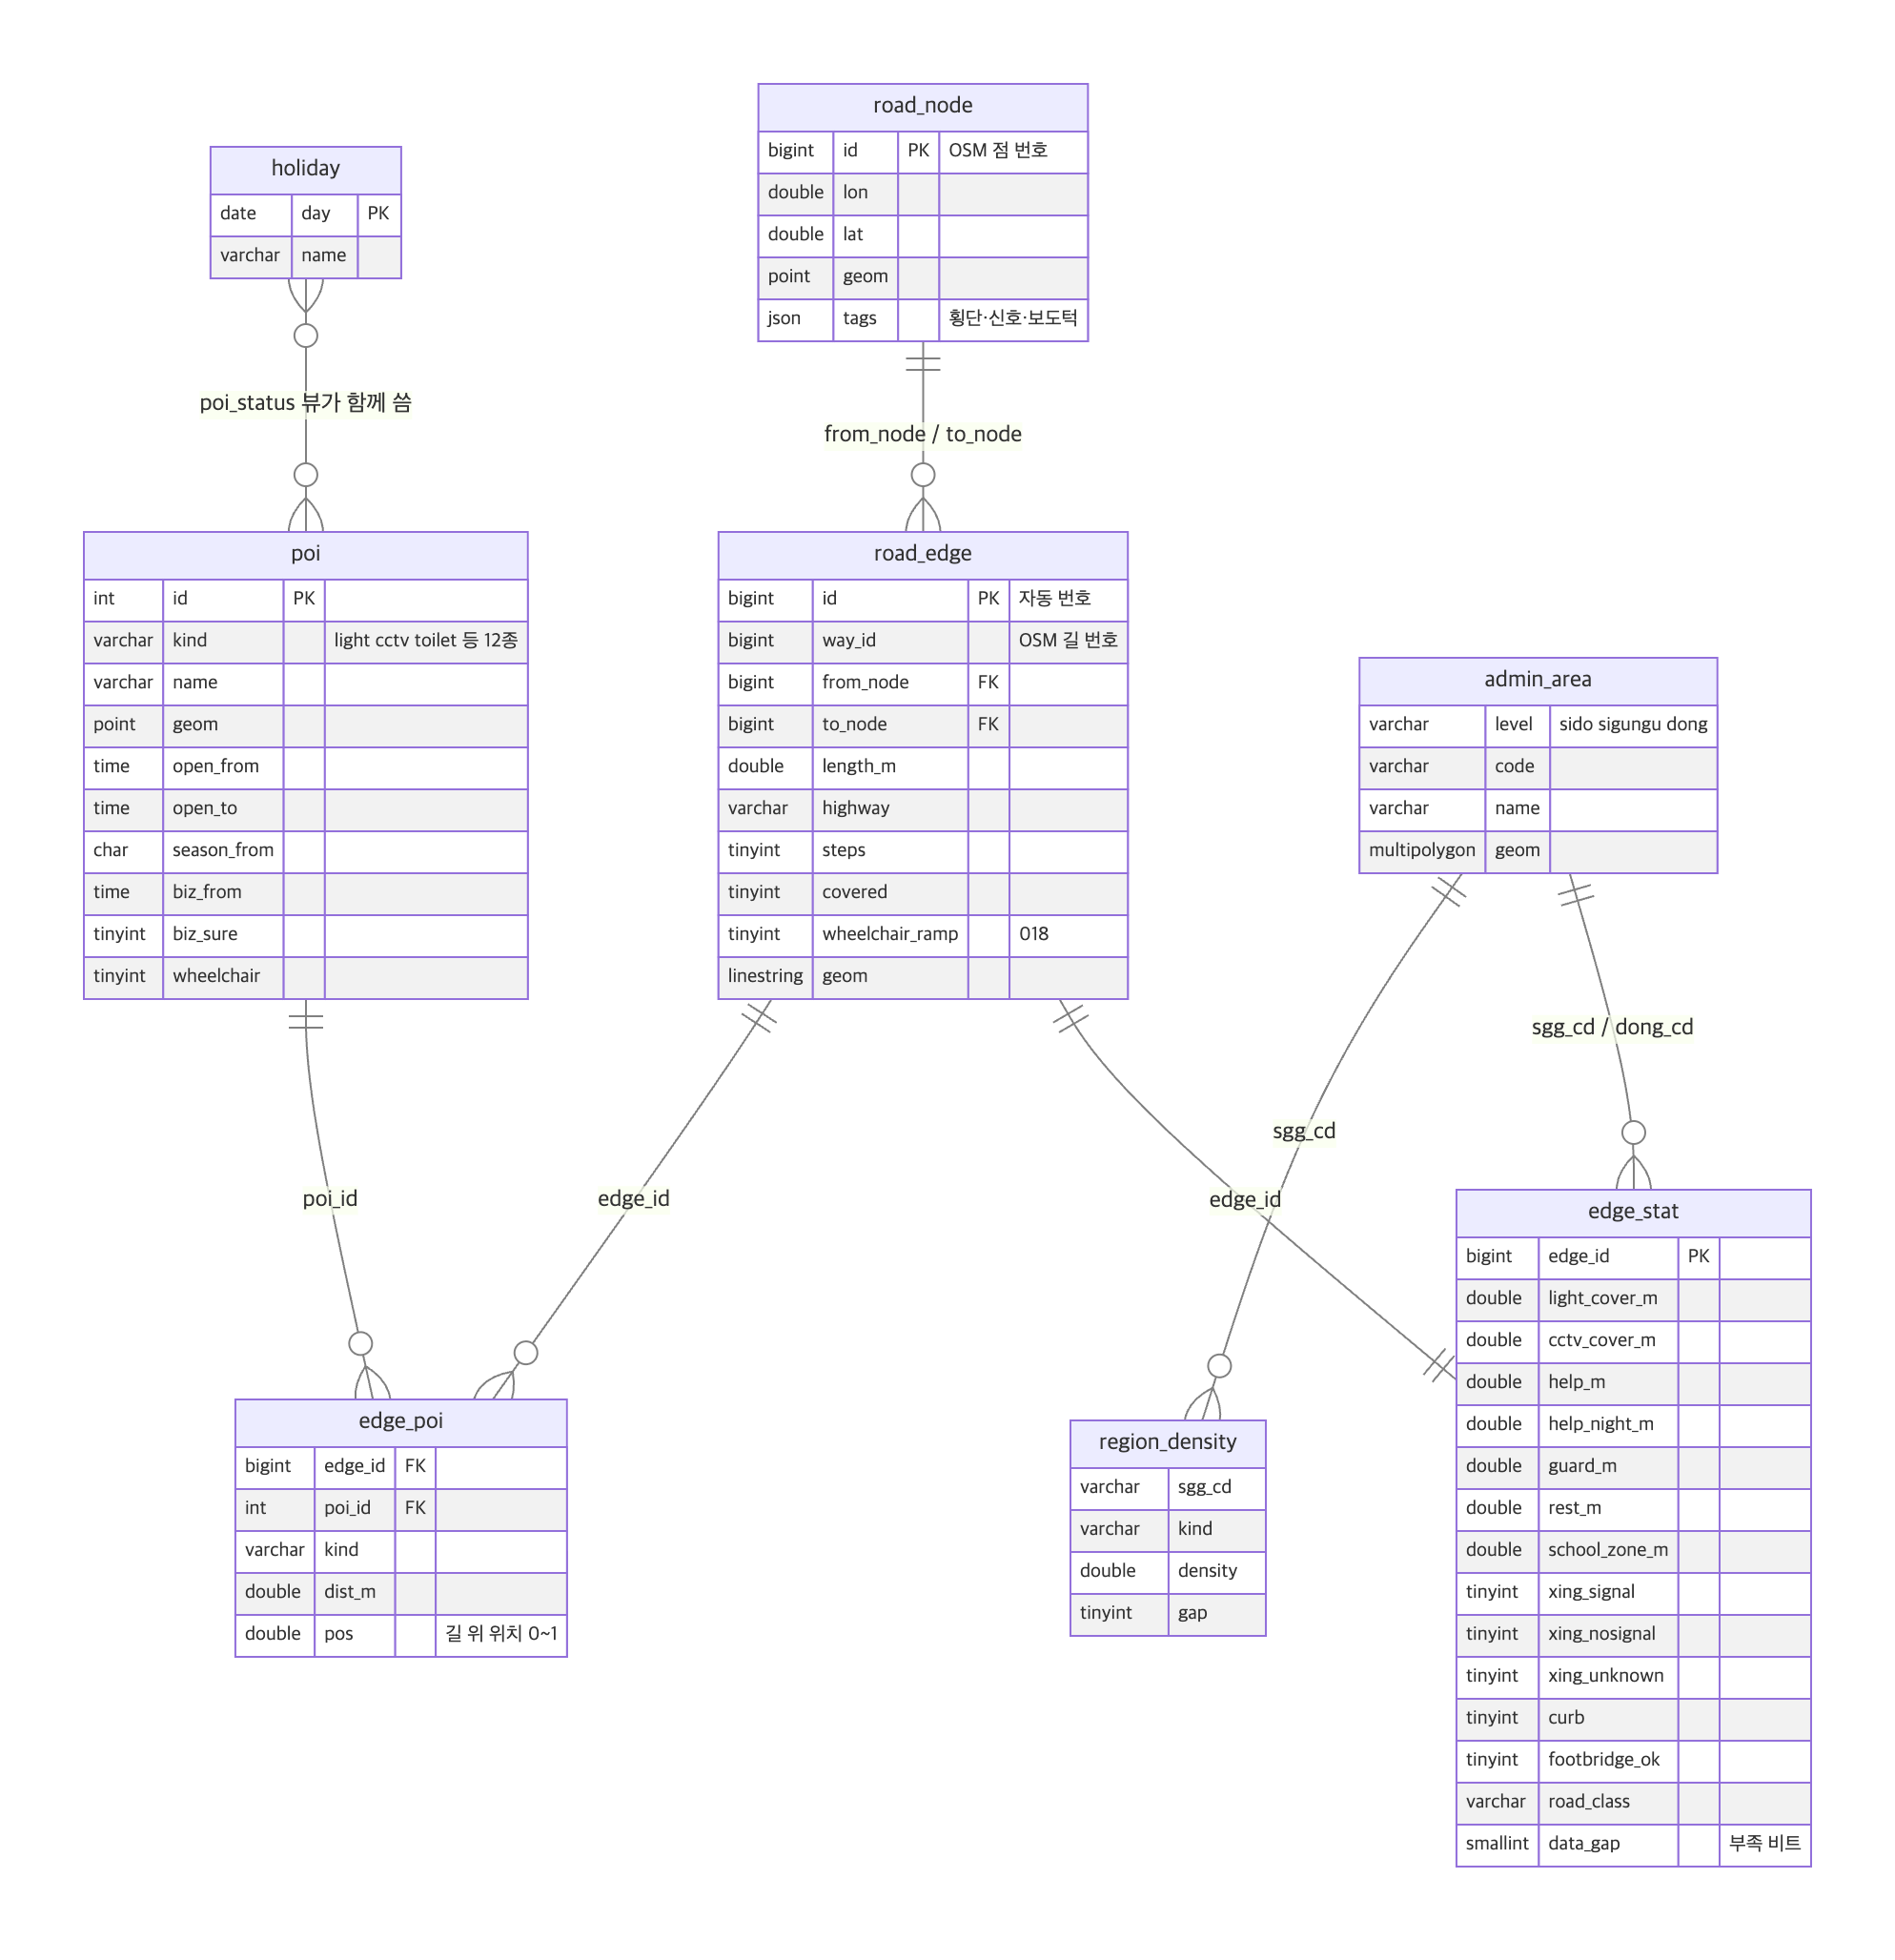 road_node
bigint id PK OSM 점 번호
double lon
double lat
point geom
json tags 횡단·신호·보도턱
holiday
date day PK
varchar name
poi_status 뷰가 함께 씀
from_node / to_node
poi
int id PK
varchar kind light cctv toilet 등 12종
varchar name
point geom
time open_from
time open_to
char season_from
time biz_from
tinyint biz_sure
tinyint wheelchair
road_edge
bigint id PK 자동 번호
bigint way_id OSM 길 번호
bigint from_node FK
bigint to_node FK
double length_m
varchar highway
tinyint steps
tinyint covered
tinyint wheelchair_ramp 018
linestring geom
admin_area
varchar level sido sigungu dong
varchar code
varchar name
multipolygon geom
sgg_cd / dong_cd
sgg_cd
poi_id
edge_id
edge_id
edge_stat
bigint edge_id PK
double light_cover_m
double cctv_cover_m
double help_m
double help_night_m
double guard_m
double rest_m
double school_zone_m
tinyint xing_signal
tinyint xing_nosignal
tinyint xing_unknown
tinyint curb
tinyint footbridge_ok
varchar road_class
smallint data_gap 부족 비트
edge_poi
bigint edge_id FK
int poi_id FK
varchar kind
double dist_m
double pos 길 위 위치 0~1
region_density
varchar sgg_cd
varchar kind
double density
tinyint gap